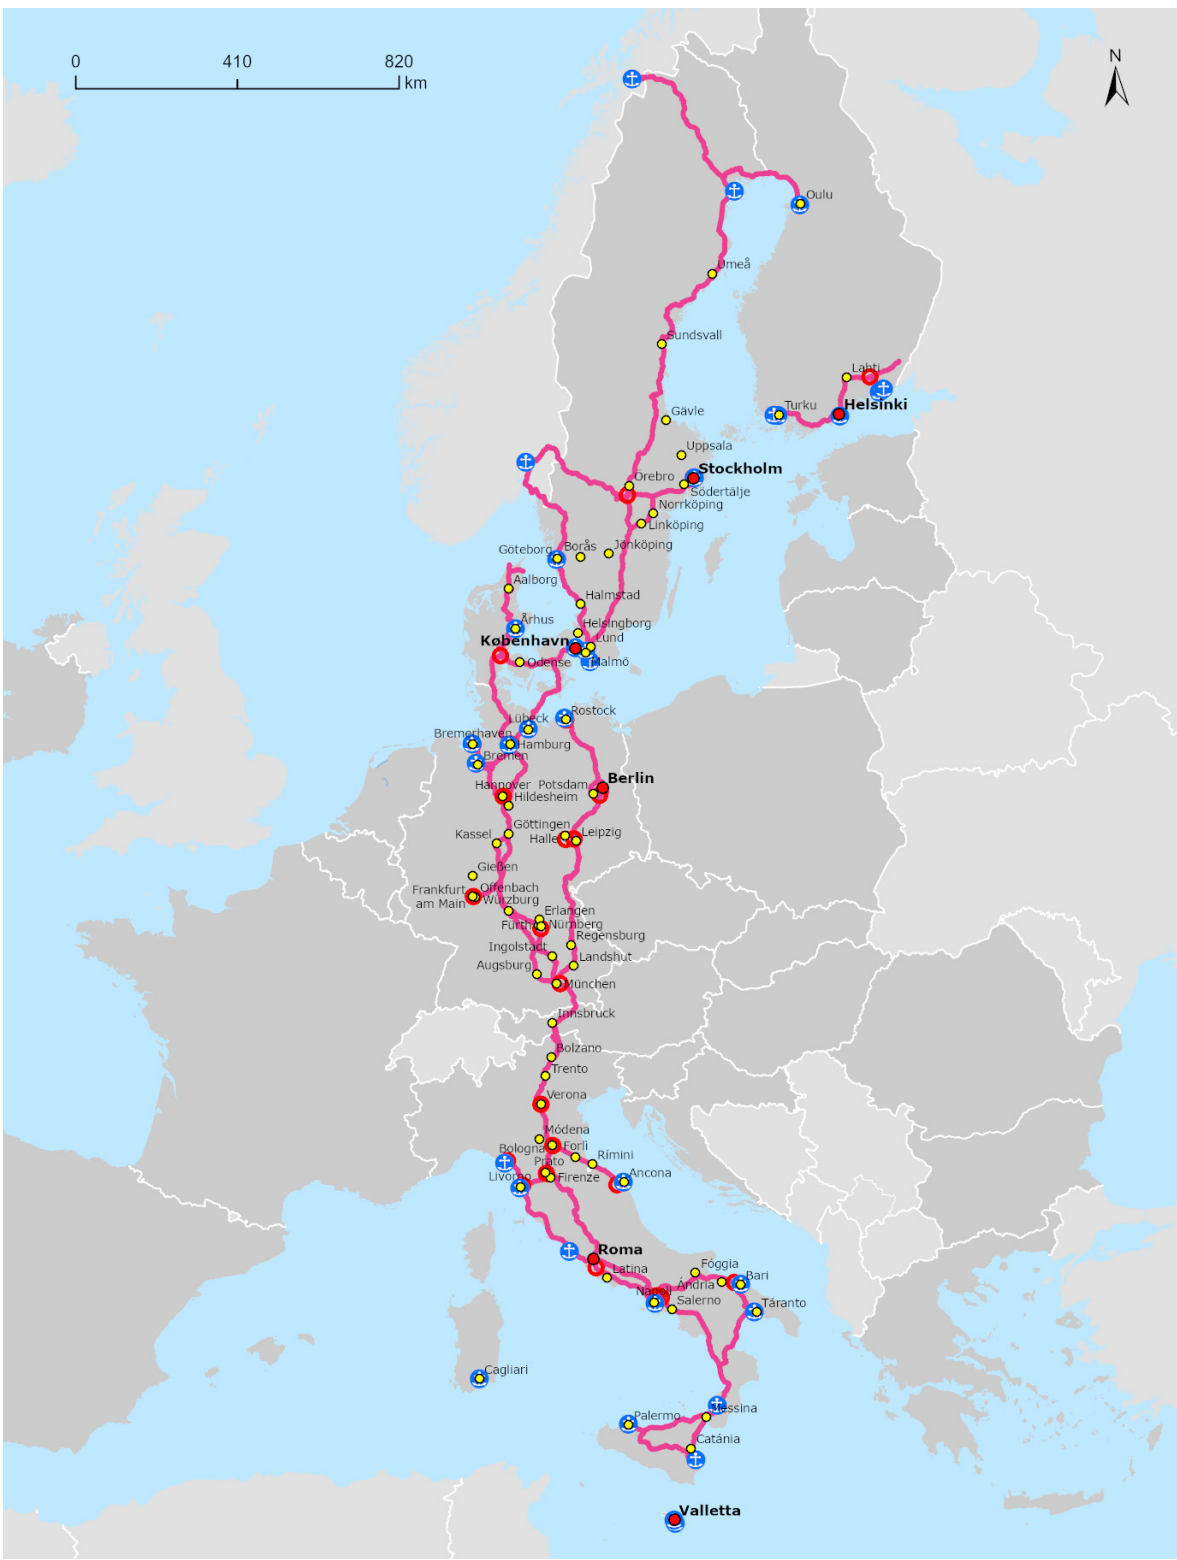 0 410 820
km
N
Oulu
Umeå
Sundsvall
Lahti
Gävle
Turku
Helsinki
Uppsala
Stockholm
Örebro
Södertälje
Norrköping
Linköping
Göteborg
Borås
Jönköping
Aalborg
Halmstad
Århus
Helsingborg
København
Lund
Odense
Malmö
Lübeck
Rostock
Bremerhaven
Hamburg
Bremen
Berlin
Hannover
Potsdam
Hildesheim
Göttingen
Kassel
Halle
Leipzig
Gießen
Frankfurt
am Main
Offenbach
Würzburg
Erlangen
Fürth
Nürnberg
Regensburg
Ingolstadt
Landshut
Augsburg
München
Innsbruck
Bolzano
Trento
Verona
Módena
Bologna
Forlì
Prato
Rímini
Livorno
Firenze
Ancona
Roma
Latina
Fóggia
Ándria
Bari
Napoli
Salerno
Táranto
Cagliari
Palermo
Messina
Catánia
Valletta